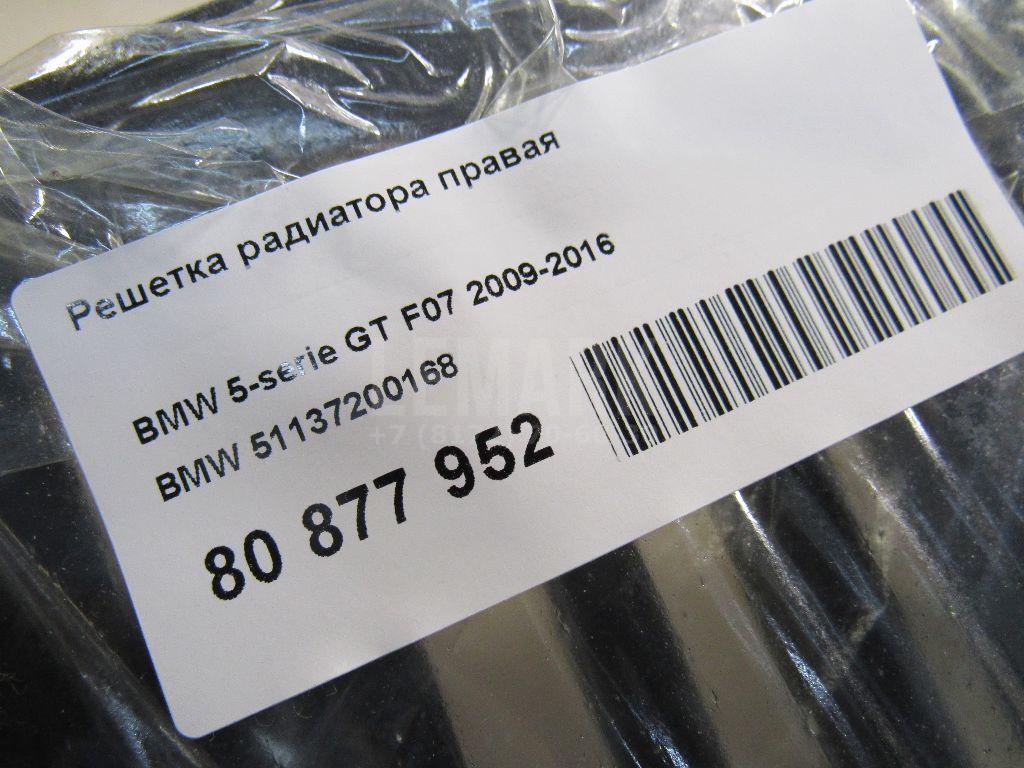 Решетка радиатора правая
BMW 5-serie GT F07 2009-2016
BMW 51137200168
80 877 952